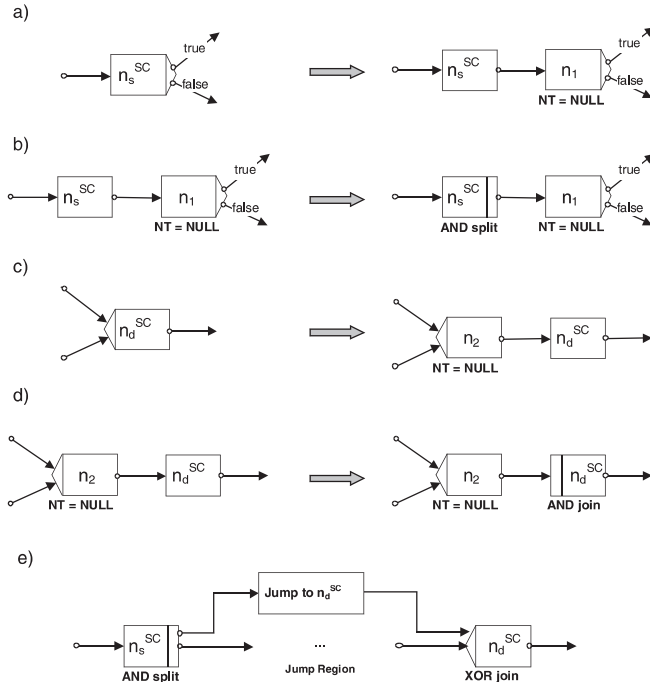 a)
n_s^SC true false
n_s^SC n_1 true false
NT = NULL
b)
n_s^SC n_1 true false
NT = NULL
n_s^SC n_1 true false
AND split NT = NULL
c)
n_d^SC
n_2 n_d^SC
NT = NULL
d)
n_2 n_d^SC
NT = NULL
n_2 n_d^SC
NT = NULL AND join
e)
Jump to n_d^SC
n_s^SC ... n_d^SC
AND split Jump Region XOR join